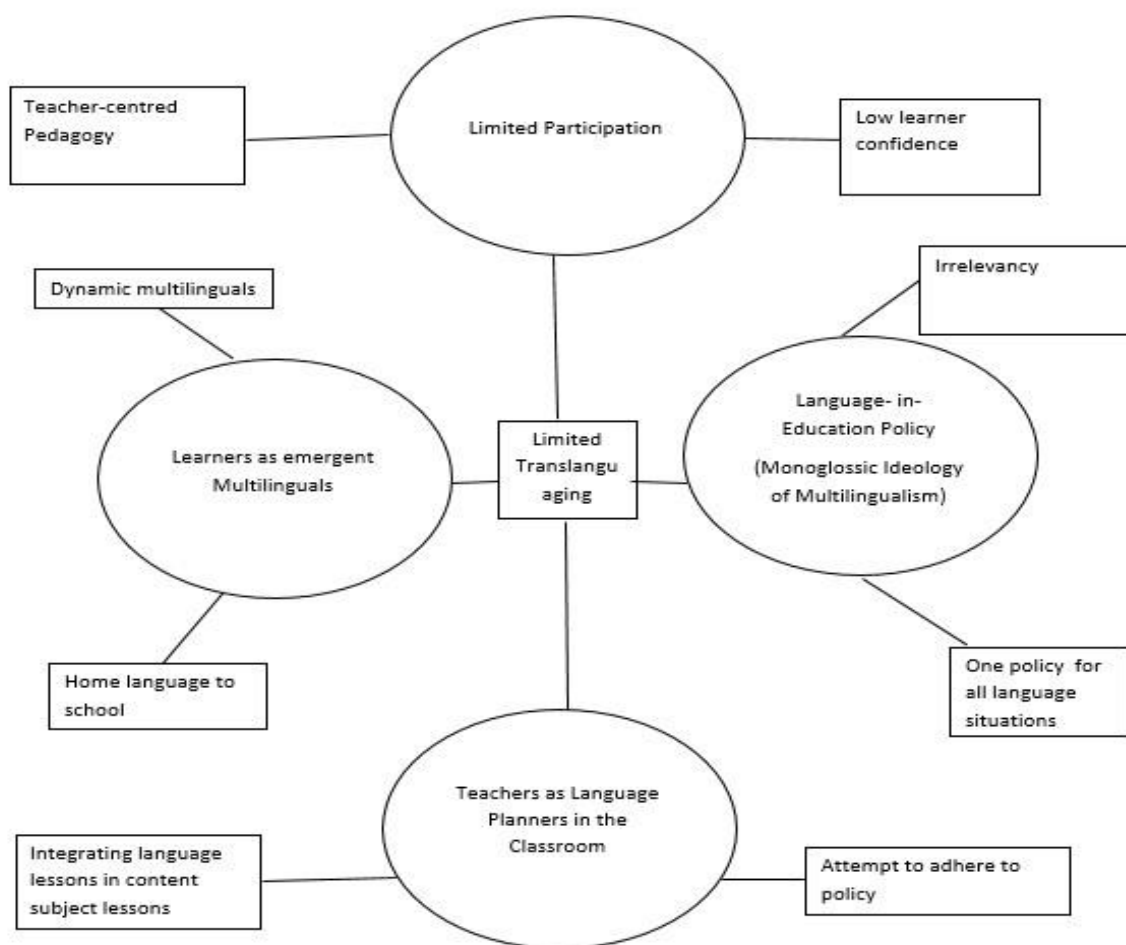 Limited Participation
Teacher-centred
Pedagogy
Low learner
confidence
Dynamic multilinguals
Irrelevancy
Learners as emergent
Multilinguals
Limited
Translangu
aging
Language- in-
Education Policy
(Monoglossic Ideology
of Multilingualism)
Home language to
school
One policy for
all language
situations
Teachers as Language
Planners in the
Classroom
Integrating language
lessons in content
subject lessons
Attempt to adhere to
policy